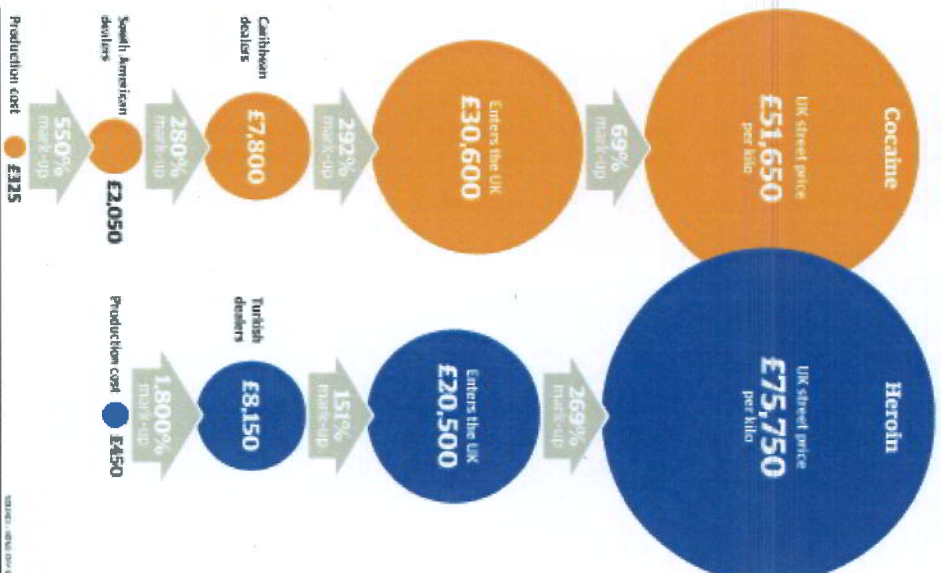 Cocaine
UK street price
£51,650
per kilo
69%
mark-up
Enters the UK
£30,600
292%
mark-up
Caribbean
dealers
£7,800
280%
mark-up
South American
dealers
£2,050
550%
mark-up
Production cost
£325
Heroin
UK street price
£75,750
per kilo
269%
mark-up
Enters the UK
£20,500
151%
mark-up
Turkish
dealers
£8,150
1,800%
mark-up
Production cost
£450